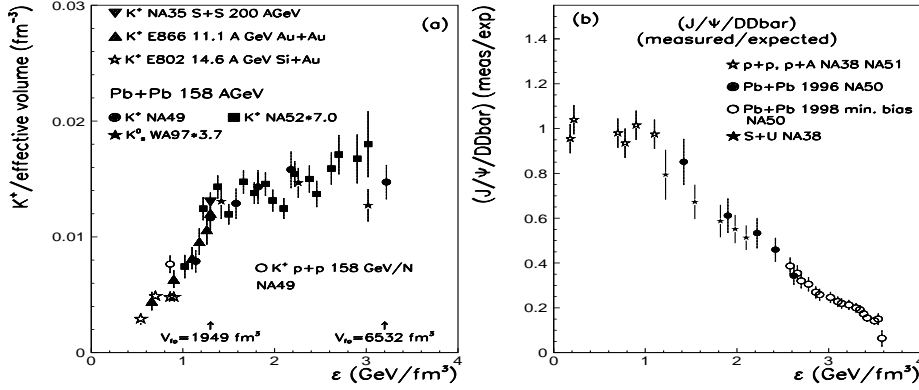 K⁺/effective volume (fm⁻³)
0.03
0.02
0.01
0
(a)
K⁺ NA35 S+S 200 AGeV
K⁺ E866 11.1 A GeV Au+Au
K⁺ E802 14.6 A GeV Si+Au
Pb+Pb 158 AGeV
K⁺ NA49
K⁺ NA52*7.0
K⁰ₛ WA97*3.7
K⁺ p+p 158 GeV/N
NA49
V_fo=1949 fm³
V_fo=6532 fm³
0 1 2 3 4
ε (GeV/fm³)
(J/Ψ/DDbar) (meas/exp)
1.4
1.2
1
0.8
0.6
0.4
0.2
0
(b)
(J/Ψ/DDbar)
(measured/expected)
p+p, p+A NA38 NA51
Pb+Pb 1996 NA50
Pb+Pb 1998 min. bias
NA50
S+U NA38
0 1 2 3 4
ε (GeV/fm³)